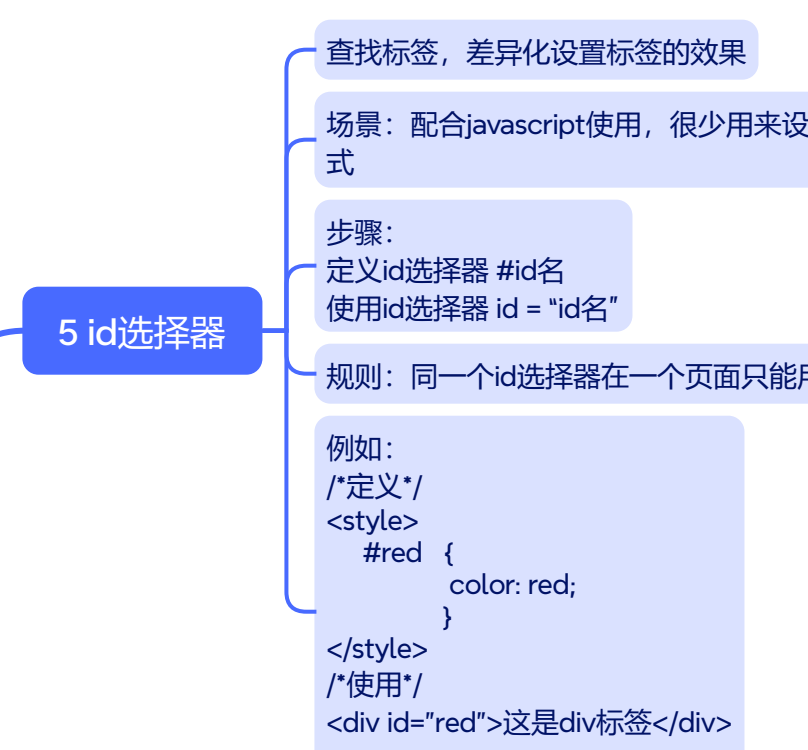 5 id选择器
查找标签，差异化设置标签的效果
场景：配合javascript使用，很少用来设
式
步骤：
定义id选择器 #id名
使用id选择器 id = “id名”
规则：同一个id选择器在一个页面只能
例如：
/*定义*/
<style>
#red {
color: red;
}
</style>
/*使用*/
<div id="red">这是div标签</div>